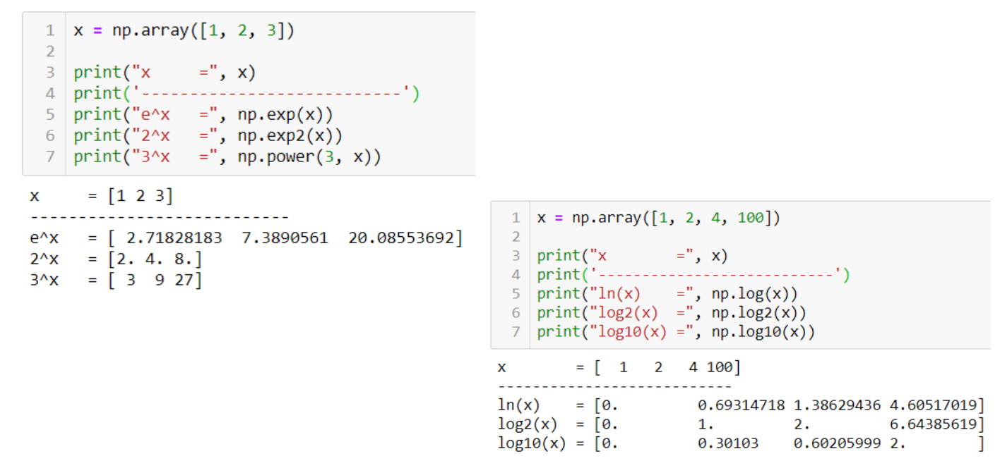 1 x = np.array([1, 2, 3])
2
3 print("x     =", x)
4 print('---------------------------')
5 print("e^x   =", np.exp(x))
6 print("2^x   =", np.exp2(x))
7 print("3^x   =", np.power(3, x))
x     = [1 2 3]
---------------------------
e^x   = [ 2.71828183  7.3890561  20.08553692]
2^x   = [2. 4. 8.]
3^x   = [ 3  9 27]
1 x = np.array([1, 2, 4, 100])
2
3 print("x        =", x)
4 print('---------------------------')
5 print("ln(x)    =", np.log(x))
6 print("log2(x)  =", np.log2(x))
7 print("log10(x) =", np.log10(x))
x        = [  1   2   4 100]
---------------------------
ln(x)    = [0.         0.69314718 1.38629436 4.60517019]
log2(x)  = [0.         1.         2.         6.64385619]
log10(x) = [0.         0.30103    0.60205999 2.        ]